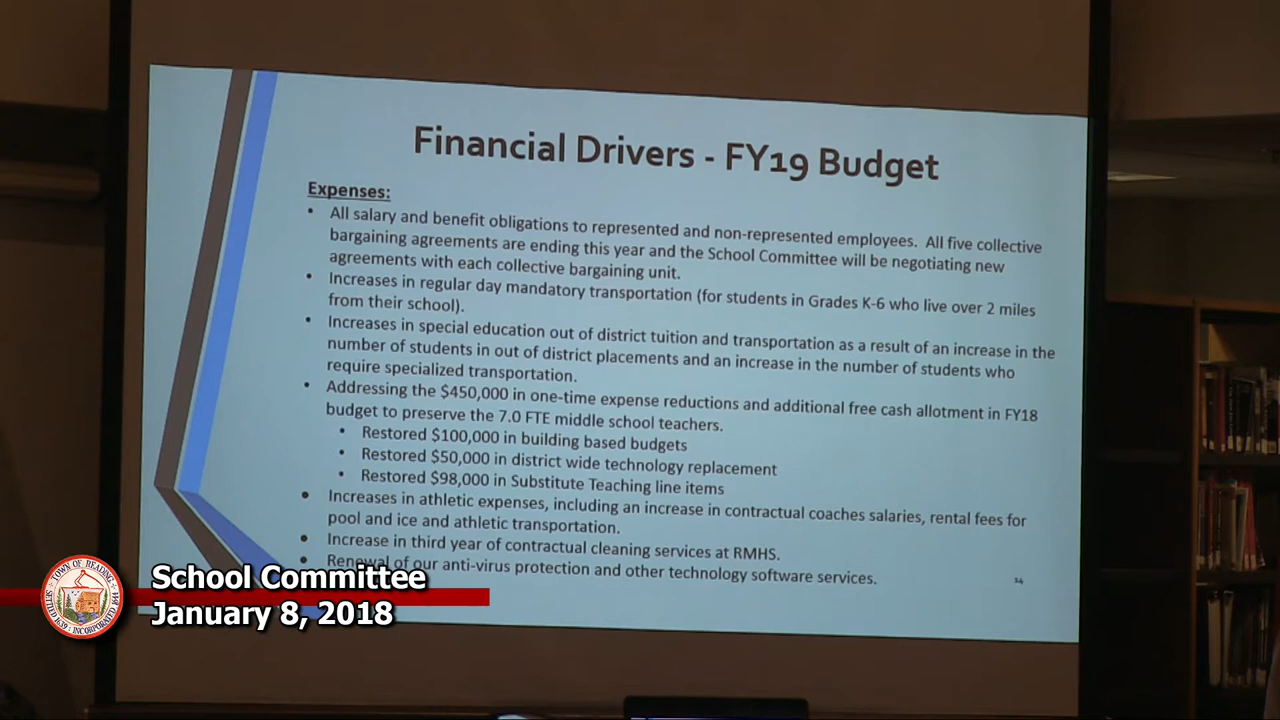 Financial Drivers - FY19 Budget
Expenses:
• All salary and benefit obligations to represented and non-represented employees. All five collective
bargaining agreements are ending this year and the School Committee will be negotiating new
agreements with each collective bargaining unit.
• Increases in regular day mandatory transportation (for students in Grades K-6 who live over 2 miles
from their school).
• Increases in special education out of district tuition and transportation as a result of an increase in the
number of students in out of district placements and an increase in the number of students who
require specialized transportation.
• Addressing the $450,000 in one-time expense reductions and additional free cash allotment in FY18
budget to preserve the 7.0 FTE middle school teachers.
• Restored $100,000 in building based budgets
• Restored $50,000 in district wide technology replacement
• Restored $98,000 in Substitute Teaching line items
• Increases in athletic expenses, including an increase in contractual coaches salaries, rental fees for
pool and ice and athletic transportation.
• Increase in third year of contractual cleaning services at RMHS.
• Renewal of our anti-virus protection and other technology software services.
14
School Committee
January 8, 2018
TOWN OF READING
SETTLED 1639 INCORPORATED 1644